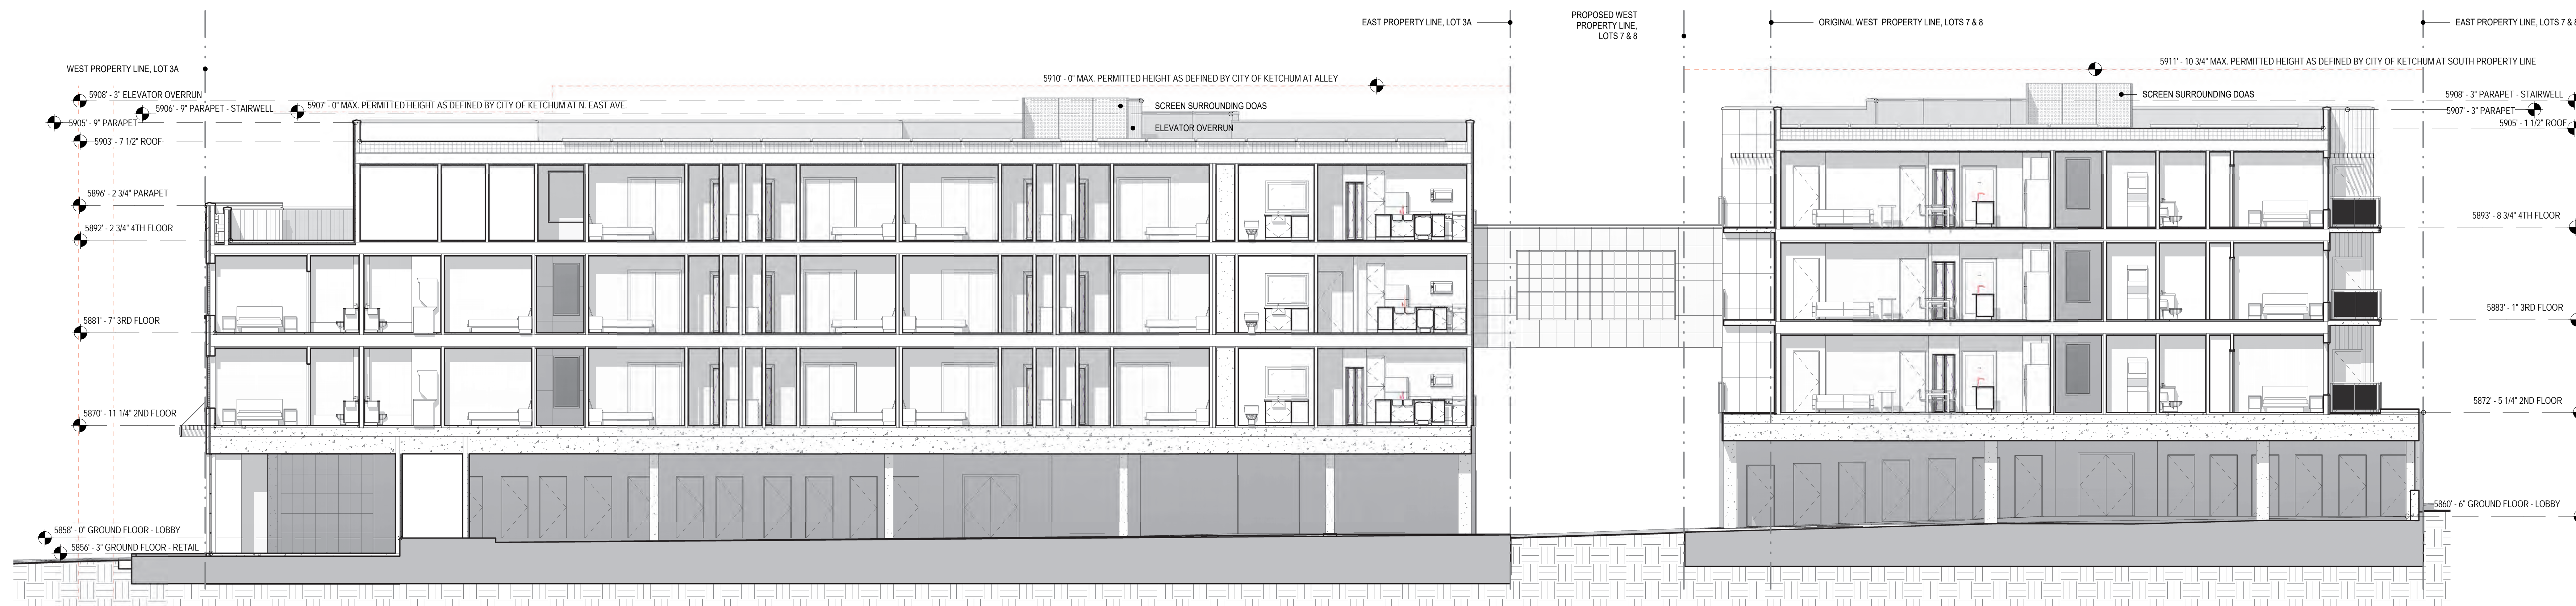 EAST PROPERTY LINE, LOT 3A
PROPOSED WEST
PROPERTY LINE,
LOTS 7 & 8
ORIGINAL WEST PROPERTY LINE, LOTS 7 & 8
EAST PROPERTY LINE, LOTS 7 & 8
WEST PROPERTY LINE, LOT 3A
5910' - 0" MAX. PERMITTED HEIGHT AS DEFINED BY CITY OF KETCHUM AT ALLEY
5911' - 10 3/4" MAX. PERMITTED HEIGHT AS DEFINED BY CITY OF KETCHUM AT SOUTH PROPERTY LINE
5908' - 3" ELEVATOR OVERRUN
5906' - 9" PARAPET - STAIRWELL
5907' - 0" MAX. PERMITTED HEIGHT AS DEFINED BY CITY OF KETCHUM AT N. EAST AVE.
SCREEN SURROUNDING DOAS
SCREEN SURROUNDING DOAS
5908' - 3" PARAPET - STAIRWELL
5907' - 3" PARAPET
5905' - 9" PARAPET
ELEVATOR OVERRUN
5905' - 1 1/2" ROOF
5903' - 7 1/2" ROOF
5896' - 2 3/4" PARAPET
5892' - 2 3/4" 4TH FLOOR
5893' - 8 3/4" 4TH FLOOR
5881' - 7" 3RD FLOOR
5883' - 1" 3RD FLOOR
5870' - 11 1/4" 2ND FLOOR
5872' - 5 1/4" 2ND FLOOR
5858' - 0" GROUND FLOOR - LOBBY
5856' - 3" GROUND FLOOR - RETAIL
5860' - 6" GROUND FLOOR - LOBBY